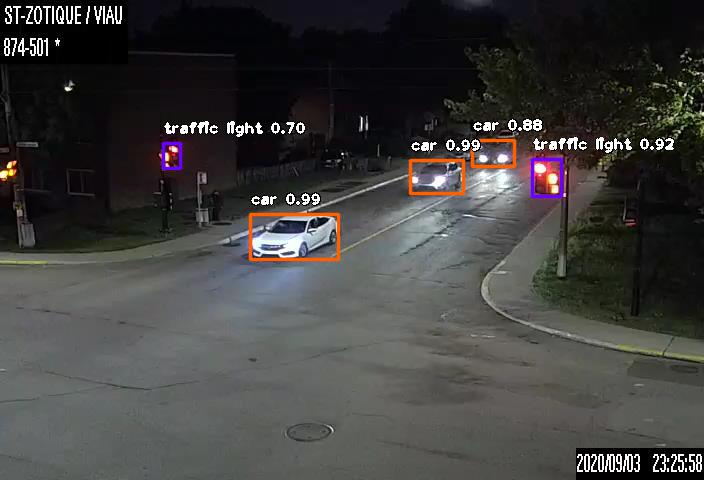 ST-ZOTIQUE / VIAU
874-501 *
traffic light 0.70
car 0.88
car 0.99
traffic light 0.92
car 0.99
2020/09/03 23:25:58